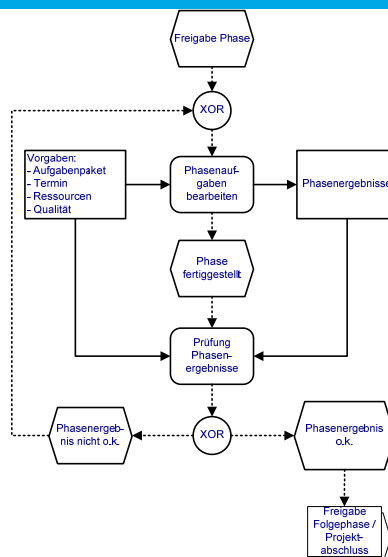 Freigabe Phase
XOR
Vorgaben:
- Aufgabenpaket
- Termin
- Ressourcen
- Qualität
Phasenauf-
gaben
bearbeiten
Phasenergebnisse
Phase
fertiggestellt
Prüfung
Phasen-
ergebnisse
Phasenergeb-
nis nicht o.k.
XOR
Phasenergebnis
o.k.
Freigabe
Folgephase /
Projekt-
abschluss